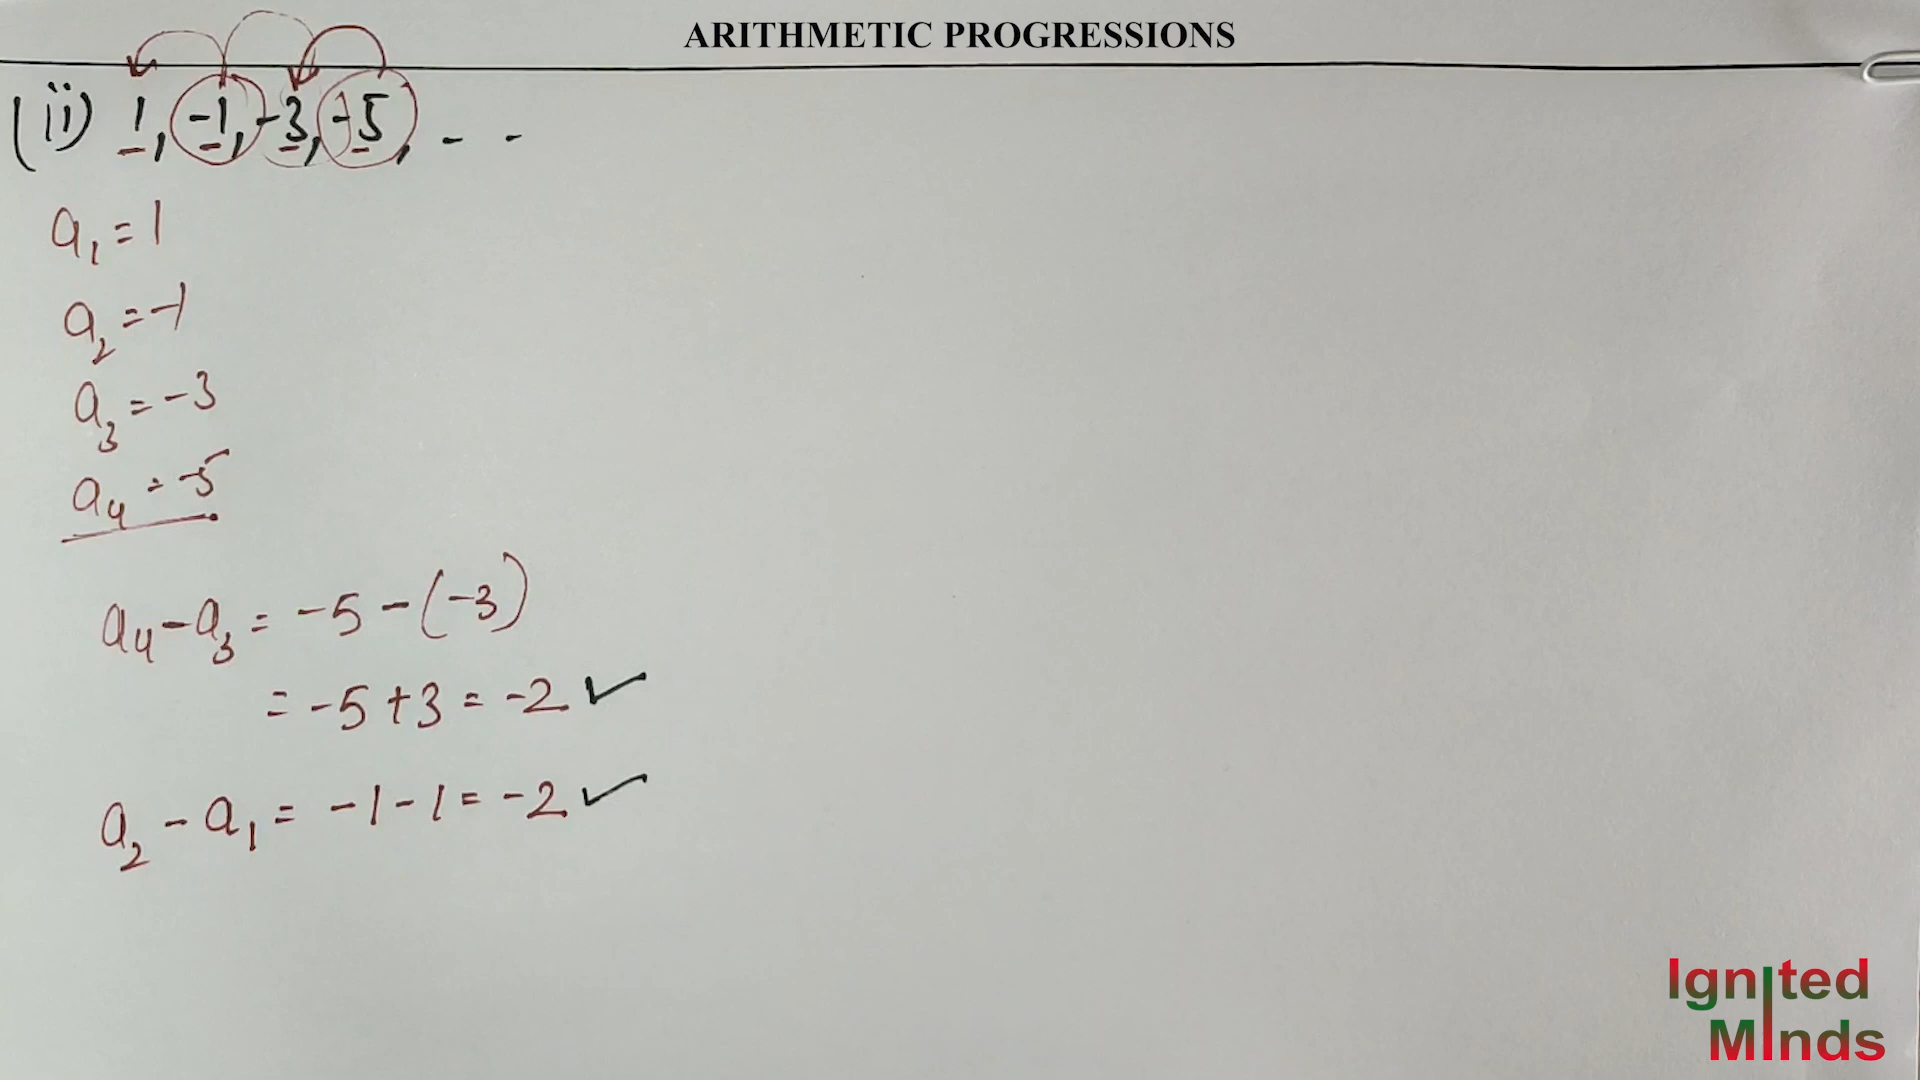 ARITHMETIC PROGRESSIONS
(ii) 1, -1, -3, -5, - -
a₁ = 1
a₂ = -1
a₃ = -3
a₄ = -5
a₄ - a₃ = -5 - (-3)
= -5 + 3 = -2 ✓
a₂ - a₁ = -1 - 1 = -2 ✓
Ignited
Minds